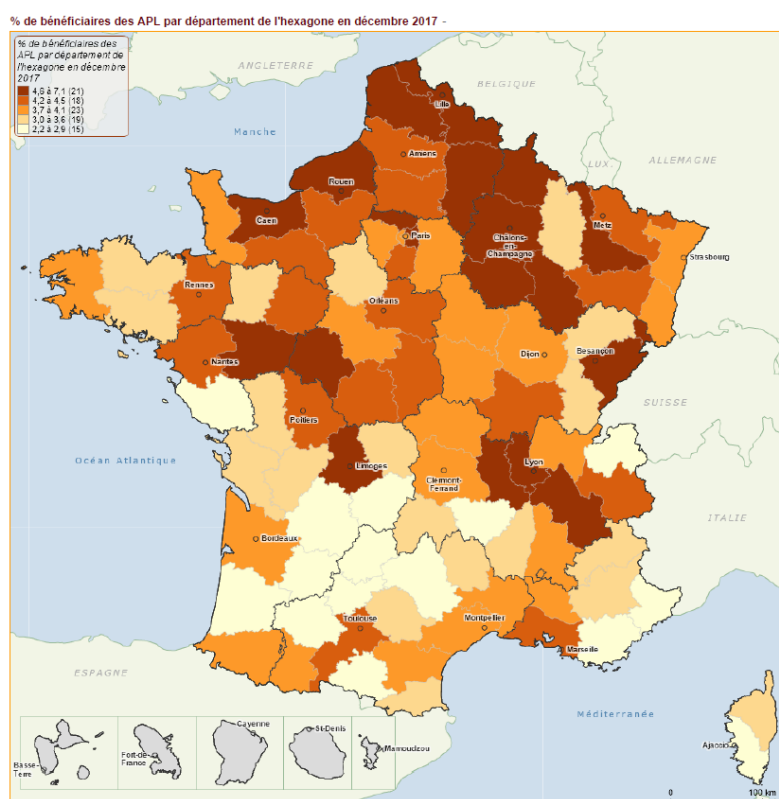 % de bénéficiaires des APL par département de l'hexagone en décembre 2017 -
% de bénéficiaires des
APL par département de
l'hexagone en décembre
2017
4,6 à 7,1 (21)
4,2 à 4,5 (18)
3,7 à 4,1 (23)
3,0 à 3,6 (19)
2,2 à 2,9 (15)
ANGLETERRE
BELGIQUE
Lille
Manche
Amiens
LUX.
ALLEMAGNE
Rouen
Caen
Metz
Paris
Châlons-
en-
Champagne
Strasbourg
Rennes
Orléans
Nantes
Dijon
Besançon
SUISSE
Poitiers
Océan Atlantique
Limoges
Lyon
Clermont-
Ferrand
ITALIE
Bordeaux
Toulouse
Montpellier
Marseille
ESPAGNE
Méditerranée
Ajaccio
Basse-
Terre
Fort-de-
France
Cayenne
St-Denis
Mamoudzou
0 100 km